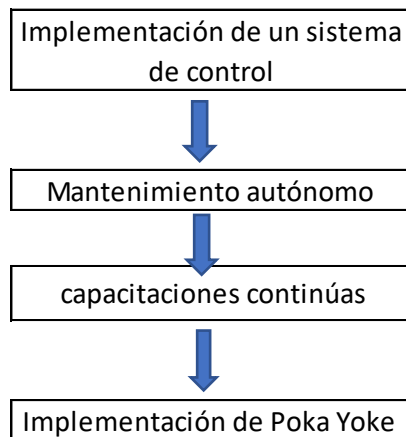 Implementación de un sistema
de control
Mantenimiento autónomo
capacitaciones continúas
Implementación de Poka Yoke